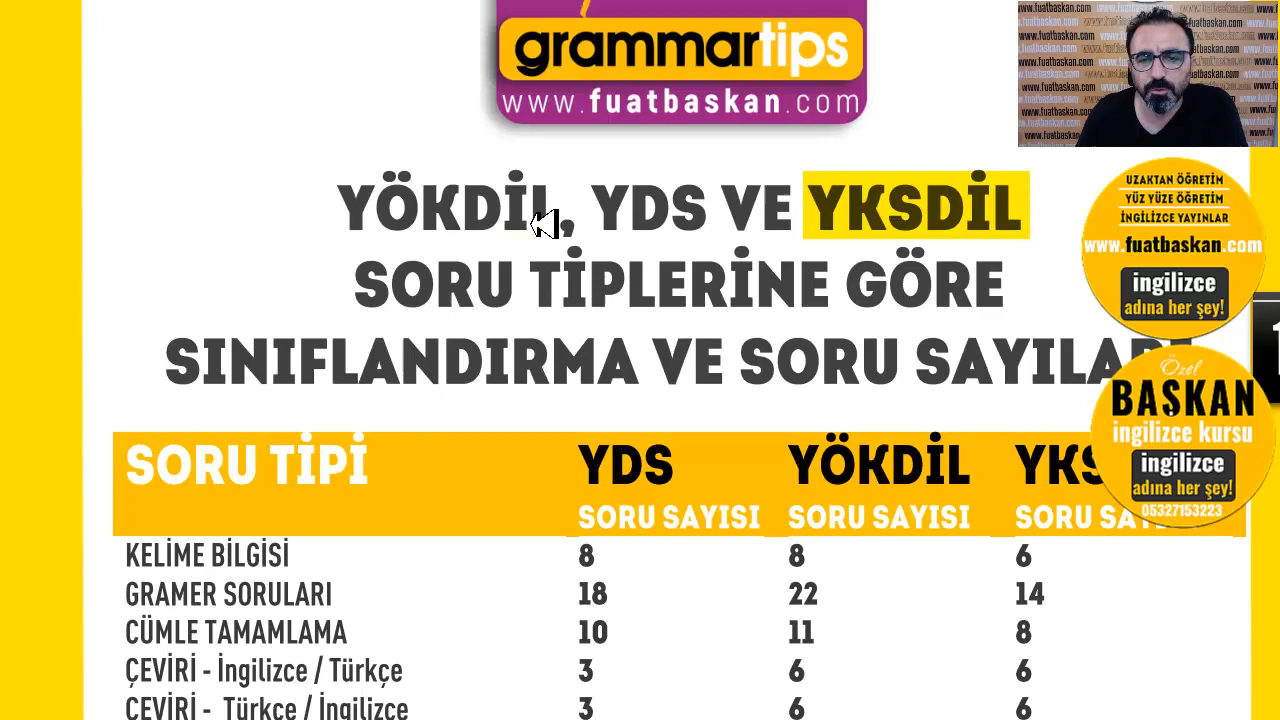 grammartips
www.fuatbaskan.com
YÖKDİL, YDS VE YKSDİL
SORU TİPLERİNE GÖRE
SINIFLANDIRMA VE SORU SAYILARI
UZAKTAN ÖĞRETİM
YÜZ YÜZE ÖĞRETİM
İNGİLİZCE YAYINLAR
www.fuatbaskan.com
ingilizce
adına her şey!
Özel
BAŞKAN
ingilizce kursu
ingilizce
adına her şey!
05327153223
SORU TİPİ YDS YÖKDİL YKS
SORU SAYISI SORU SAYISI SORU
KELİME BİLGİSİ 8 8 6
GRAMER SORULARI 18 22 14
CÜMLE TAMAMLAMA 10 11 8
ÇEVİRİ - İngilizce / Türkçe 3 6 6
ÇEVİRİ - Türkçe / İngilizce 3 6 6